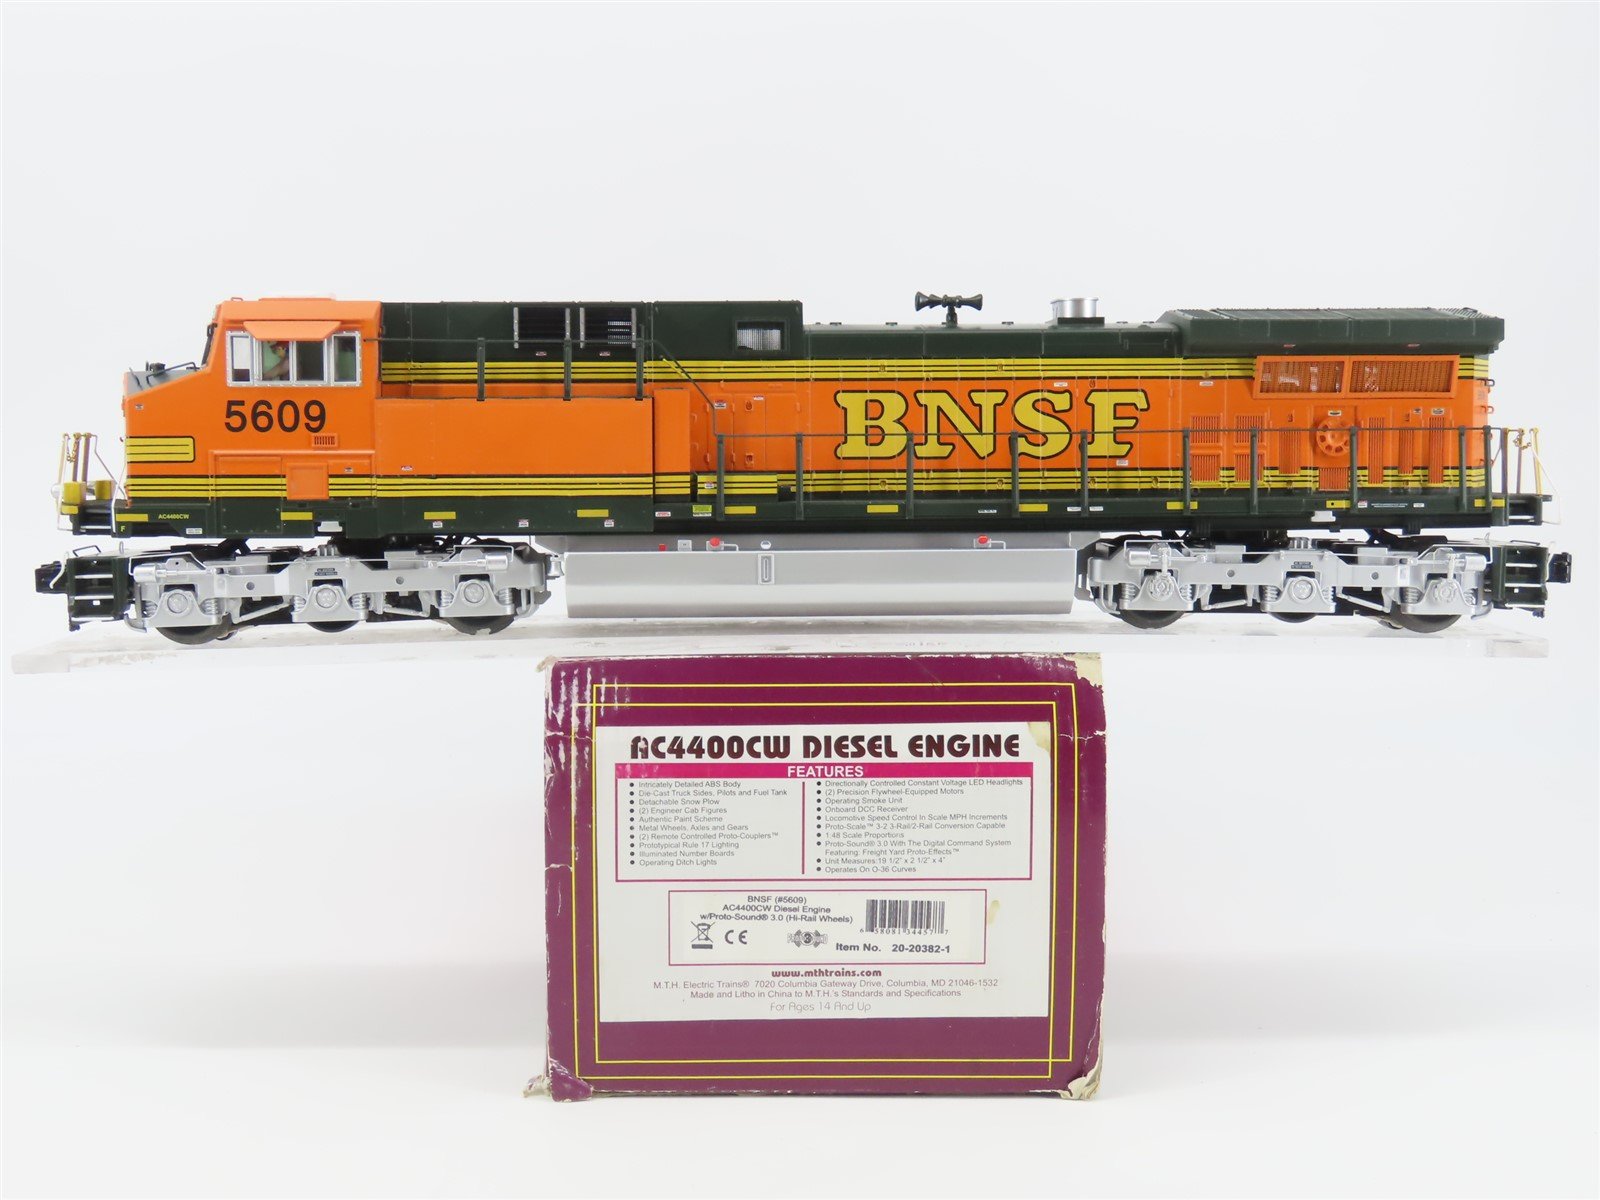 5609
BNSF
AC4400CW
F
AC4400CW DIESEL ENGINE
FEATURES
Intricately Detailed ABS Body
Die-Cast Truck Sides, Pilots and Fuel Tank
Detachable Snow Plow
(2) Engineer Cab Figures
Authentic Paint Scheme
Metal Wheels, Axles and Gears
(2) Remote Controlled Proto-Couplers™
Prototypical Rule 17 Lighting
Illuminated Number Boards
Operating Ditch Lights
Directionally Controlled Constant Voltage LED Headlights
(2) Precision Flywheel-Equipped Motors
Operating Smoke Unit
Onboard DCC Receiver
Locomotive Speed Control In Scale MPH Increments
Proto-Scale™ 3-2 3-Rail/2-Rail Conversion Capable
1:48 Scale Proportions
Proto-Sound® 3.0 With The Digital Command System
Featuring: Freight Yard Proto-Effects™
Unit Measures:19 1/2" x 2 1/2" x 4"
Operates On O-36 Curves
BNSF (#5609)
AC4400CW Diesel Engine
w/Proto-Sound® 3.0 (Hi-Rail Wheels)
6 58081 34457 7
CE
Item No. 20-20382-1
www.mthtrains.com
M.T.H. Electric Trains® 7020 Columbia Gateway Drive, Columbia, MD 21046-1532
Made and Litho in China to M.T.H.'s Standards and Specifications
For Ages 14 And Up